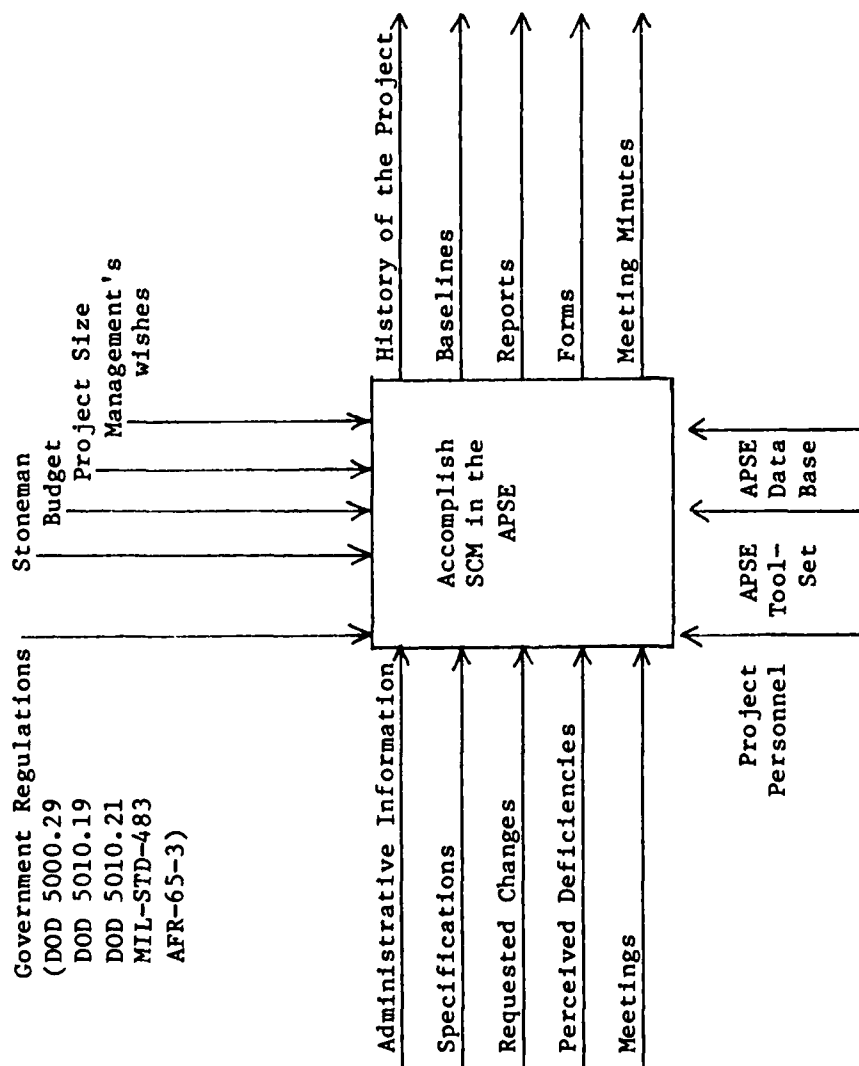 Government Regulations
(DOD 5000.29
DOD 5010.19
DOD 5010.21
MIL-STD-483
AFR-65-3)
Stoneman
Budget
Project Size
Management's
wishes
Administrative Information
Specifications
Requested Changes
Perceived Deficiencies
Meetings
Accomplish
SCM in the
APSE
History of the Project
Baselines
Reports
Forms
Meeting Minutes
Project
Personnel
APSE
Tool-
Set
APSE
Data
Base